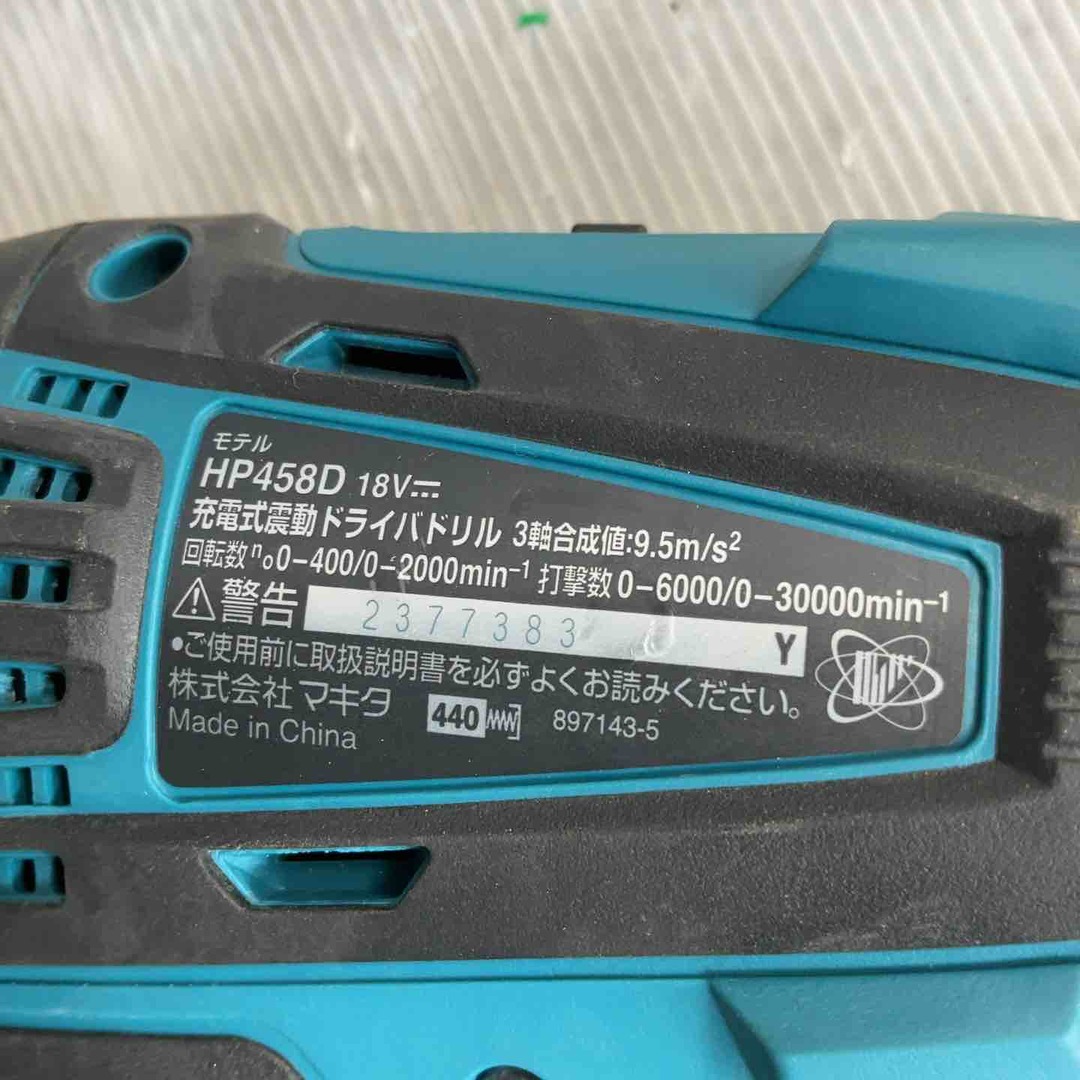 モデル
HP458D 18V⎓
充電式震動ドライバドリル 3軸合成値:9.5m/s²
回転数 n₀0-400/0-2000min⁻¹ 打撃数 0-6000/0-30000min⁻¹
⚠警告 2377383 Y
•ご使用前に取扱説明書を必ずよくお読みください。
株式会社 マキタ 440 897143-5
Made in China